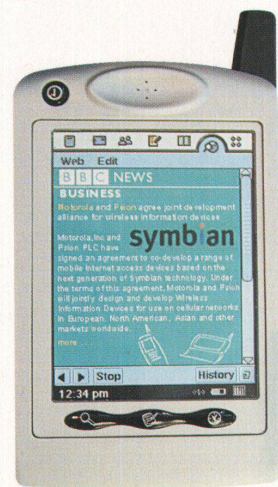 Web Edit
BBC NEWS
BUSINESS
Motorola and Psion agree joint development
alliance for wireless information devices
symbian
Motorola,Inc and
Psion PLC have
signed an agreement to co-develop a range of
mobile Internet access devices based on the
next generation of Symbian technology. Under
the terms of this agreement, Motorola and Psion
will jointly design and develop Wireless
Information Devices for use on cellular networks
in European, North American, Asian and other
markets worldwide.
more
Stop History
12:34 pm